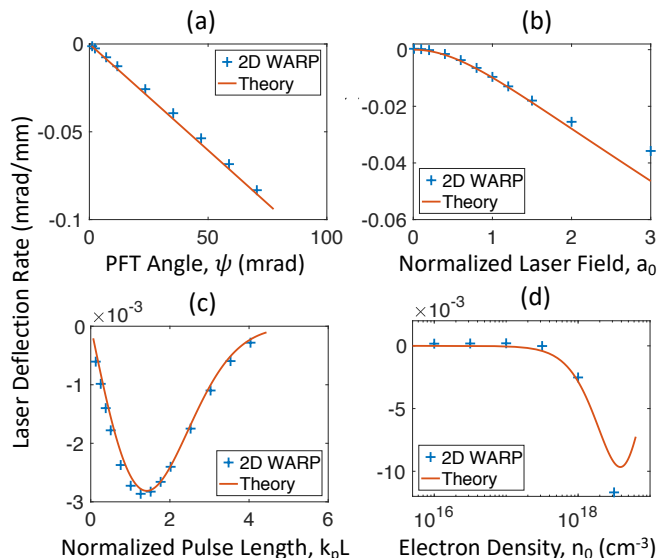 (a)
(b)
Laser Deflection Rate (mrad/mm)
0
-0.05
-0.1
0
50
100
2D WARP
Theory
PFT Angle, ψ (mrad)
0
-0.02
-0.04
-0.06
0
1
2
3
2D WARP
Theory
Normalized Laser Field, a₀
(c)
(d)
×10⁻³
0
-1
-2
-3
0
2
4
6
2D WARP
Theory
Normalized Pulse Length, kₚL
×10⁻³
0
-5
-10
10¹⁶
10¹⁸
2D WARP
Theory
Electron Density, n₀ (cm⁻³)